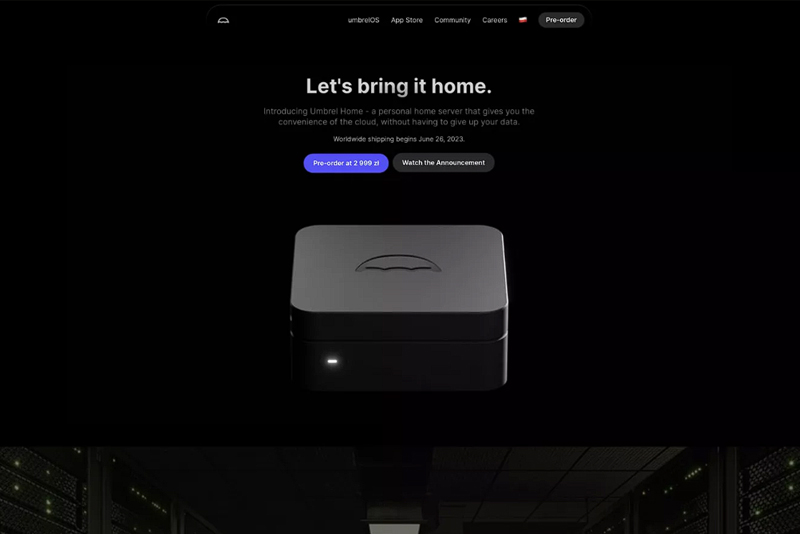 umbrelOS App Store Community Careers Pre-order
Let's bring it home.
Introducing Umbrel Home - a personal home server that gives you the
convenience of the cloud, without having to give up your data.
Worldwide shipping begins June 26, 2023.
Pre-order at 2 999 zł Watch the Announcement